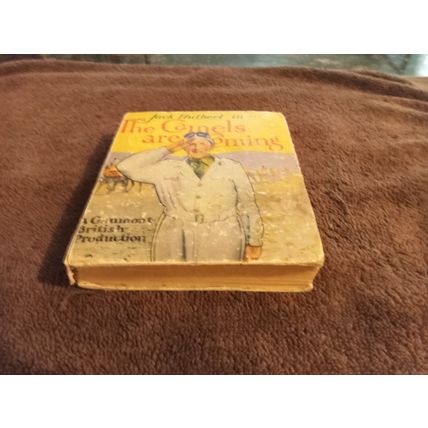 Jack Hulbert in
The Camels
are Coming
A Gaumont
British
Production